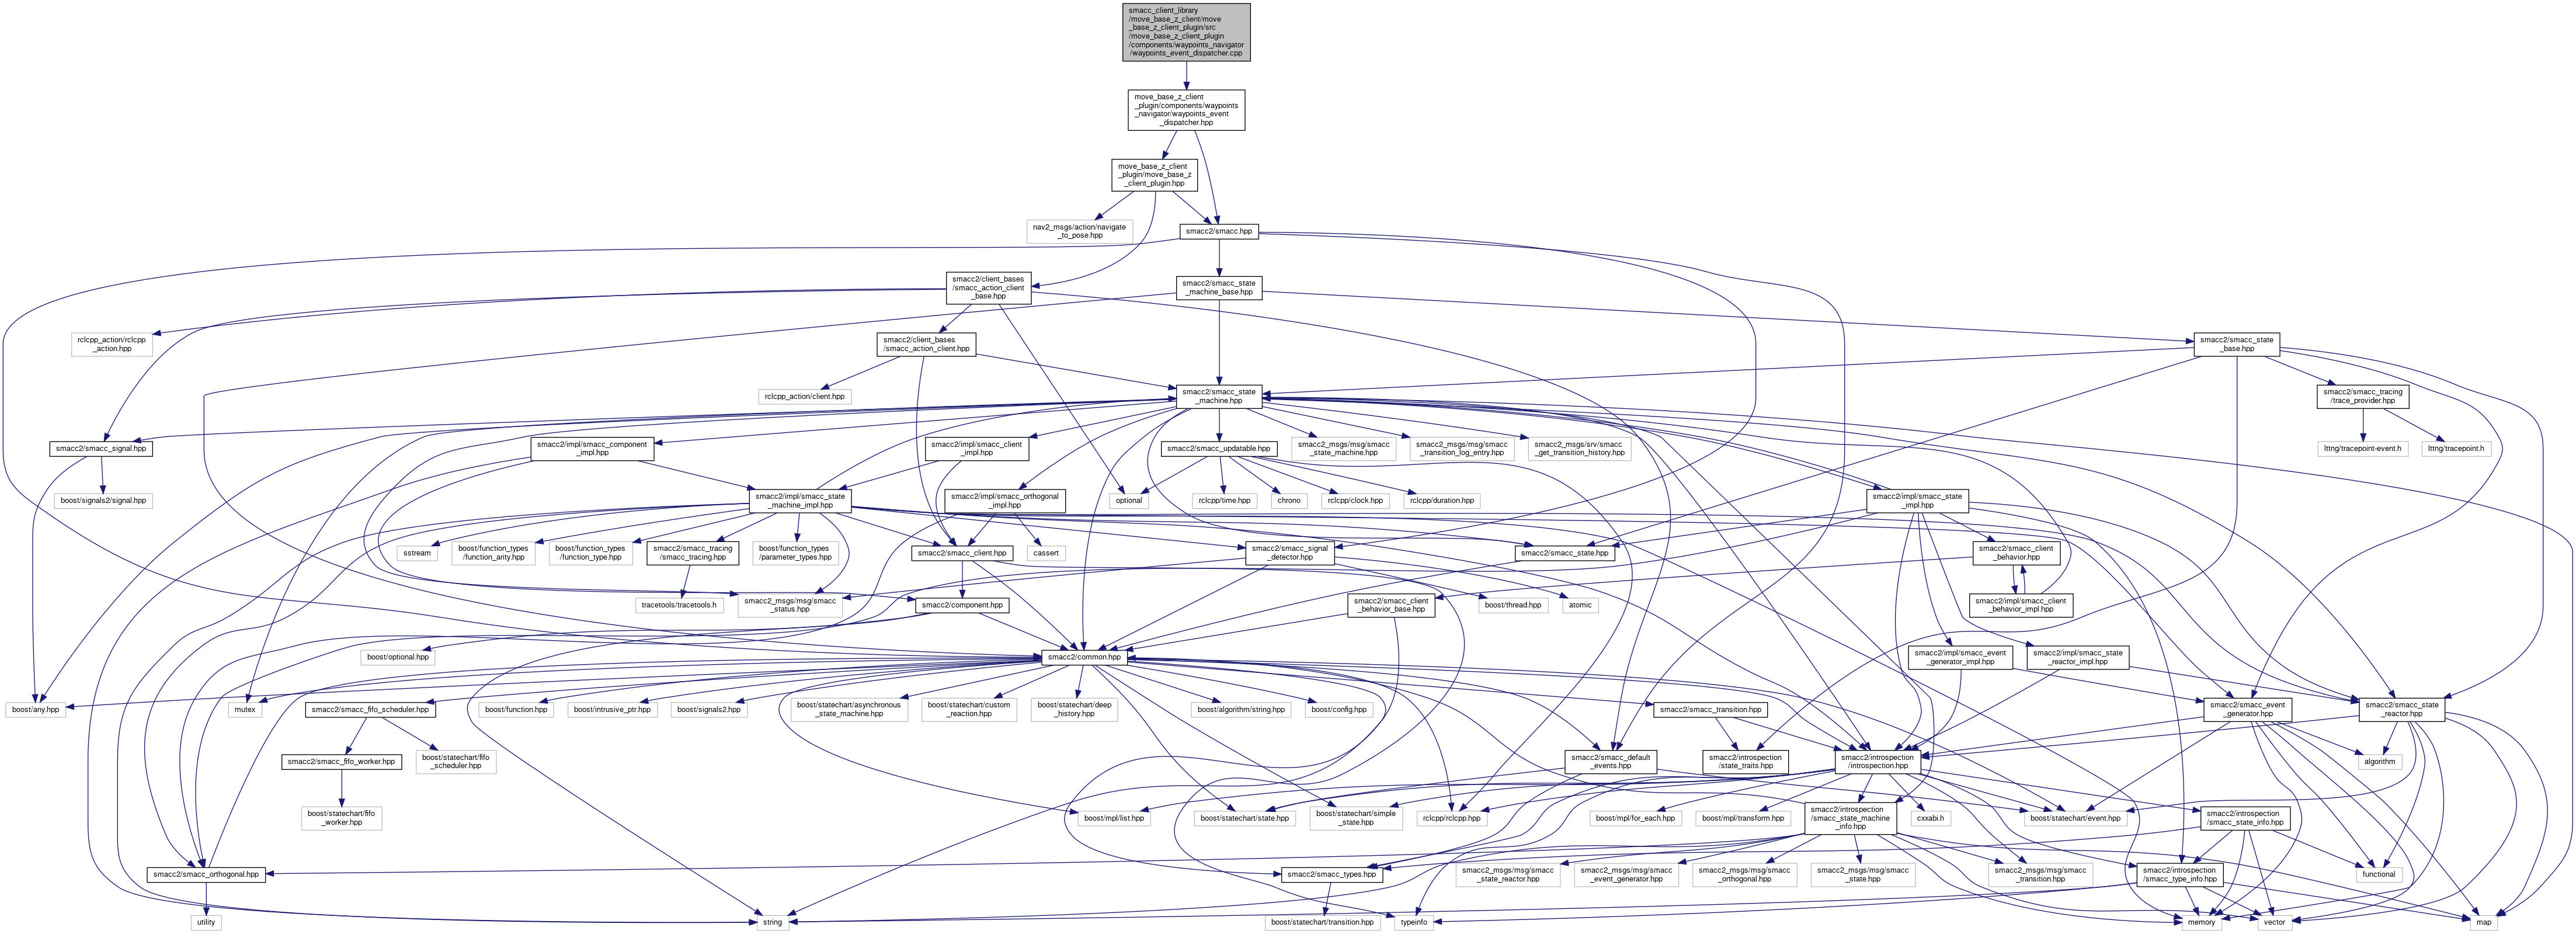 smacc_client_library
/move_base_z_client/move
_base_z_client_plugin/src
/move_base_z_client_plugin
/components/waypoints_navigator
/waypoints_event_dispatcher.cpp
move_base_z_client
_plugin/components/waypoints
_navigator/waypoints_event
_dispatcher.hpp
move_base_z_client
_plugin/move_base_z
_client_plugin.hpp
nav2_msgs/action/navigate
_to_pose.hpp
smacc2/smacc.hpp
smacc2/client_bases
/smacc_action_client
_base.hpp
smacc2/smacc_state
_machine_base.hpp
rclcpp_action/rclcpp
_action.hpp
smacc2/client_bases
/smacc_action_client.hpp
smacc2/smacc_state
_base.hpp
rclcpp_action/client.hpp
smacc2/smacc_state
_machine.hpp
smacc2/smacc_tracing
/trace_provider.hpp
smacc2/smacc_signal.hpp
smacc2/impl/smacc_component
_impl.hpp
smacc2/impl/smacc_client
_impl.hpp
smacc2/smacc_updatable.hpp
smacc2_msgs/msg/smacc
_state_machine.hpp
smacc2_msgs/msg/smacc
_transition_log_entry.hpp
smacc2_msgs/srv/smacc
_get_transition_history.hpp
lttng/tracepoint-event.h
lttng/tracepoint.h
boost/signals2/signal.hpp
smacc2/impl/smacc_state
_machine_impl.hpp
smacc2/impl/smacc_orthogonal
_impl.hpp
optional
rclcpp/time.hpp
chrono
rclcpp/clock.hpp
rclcpp/duration.hpp
smacc2/impl/smacc_state
_impl.hpp
sstream
boost/function_types
/function_arity.hpp
boost/function_types
/function_type.hpp
smacc2/smacc_tracing
/smacc_tracing.hpp
boost/function_types
/parameter_types.hpp
smacc2/smacc_client.hpp
cassert
smacc2/smacc_signal
_detector.hpp
smacc2/smacc_state.hpp
smacc2/smacc_client
_behavior.hpp
tracetools/tracetools.h
smacc2_msgs/msg/smacc
_status.hpp
smacc2/component.hpp
smacc2/smacc_client
_behavior_base.hpp
boost/thread.hpp
atomic
smacc2/impl/smacc_client
_behavior_impl.hpp
boost/optional.hpp
smacc2/common.hpp
smacc2/impl/smacc_event
_generator_impl.hpp
smacc2/impl/smacc_state
_reactor_impl.hpp
boost/any.hpp
mutex
smacc2/smacc_fifo_scheduler.hpp
boost/function.hpp
boost/intrusive_ptr.hpp
boost/signals2.hpp
boost/statechart/asynchronous
_state_machine.hpp
boost/statechart/custom
_reaction.hpp
boost/statechart/deep
_history.hpp
boost/algorithm/string.hpp
boost/config.hpp
smacc2/smacc_transition.hpp
smacc2/smacc_event
_generator.hpp
smacc2/smacc_state
_reactor.hpp
smacc2/smacc_fifo_worker.hpp
boost/statechart/fifo
_scheduler.hpp
smacc2/smacc_default
_events.hpp
smacc2/introspection
/state_traits.hpp
smacc2/introspection
/introspection.hpp
algorithm
boost/statechart/fifo
_worker.hpp
boost/mpl/list.hpp
boost/statechart/state.hpp
boost/statechart/simple
_state.hpp
rclcpp/rclcpp.hpp
boost/mpl/for_each.hpp
boost/mpl/transform.hpp
smacc2/introspection
/smacc_state_machine
_info.hpp
cxxabi.h
boost/statechart/event.hpp
smacc2/introspection
/smacc_state_info.hpp
smacc2/smacc_orthogonal.hpp
smacc2/smacc_types.hpp
smacc2_msgs/msg/smacc
_state_reactor.hpp
smacc2_msgs/msg/smacc
_event_generator.hpp
smacc2_msgs/msg/smacc
_orthogonal.hpp
smacc2_msgs/msg/smacc
_state.hpp
smacc2_msgs/msg/smacc
_transition.hpp
smacc2/introspection
/smacc_type_info.hpp
functional
utility
string
boost/statechart/transition.hpp
typeinfo
memory
vector
map